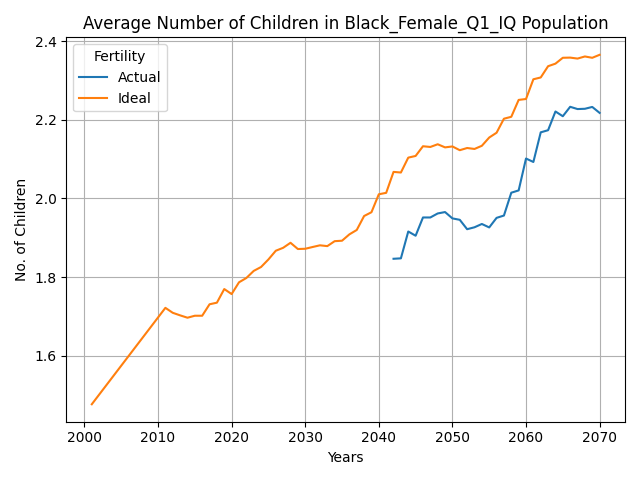 Average Number of Children in Black_Female_Q1_IQ Population
Fertility
Actual
Ideal
No. of Children
2.4
2.2
2.0
1.8
1.6
2000 2010 2020 2030 2040 2050 2060 2070
Years